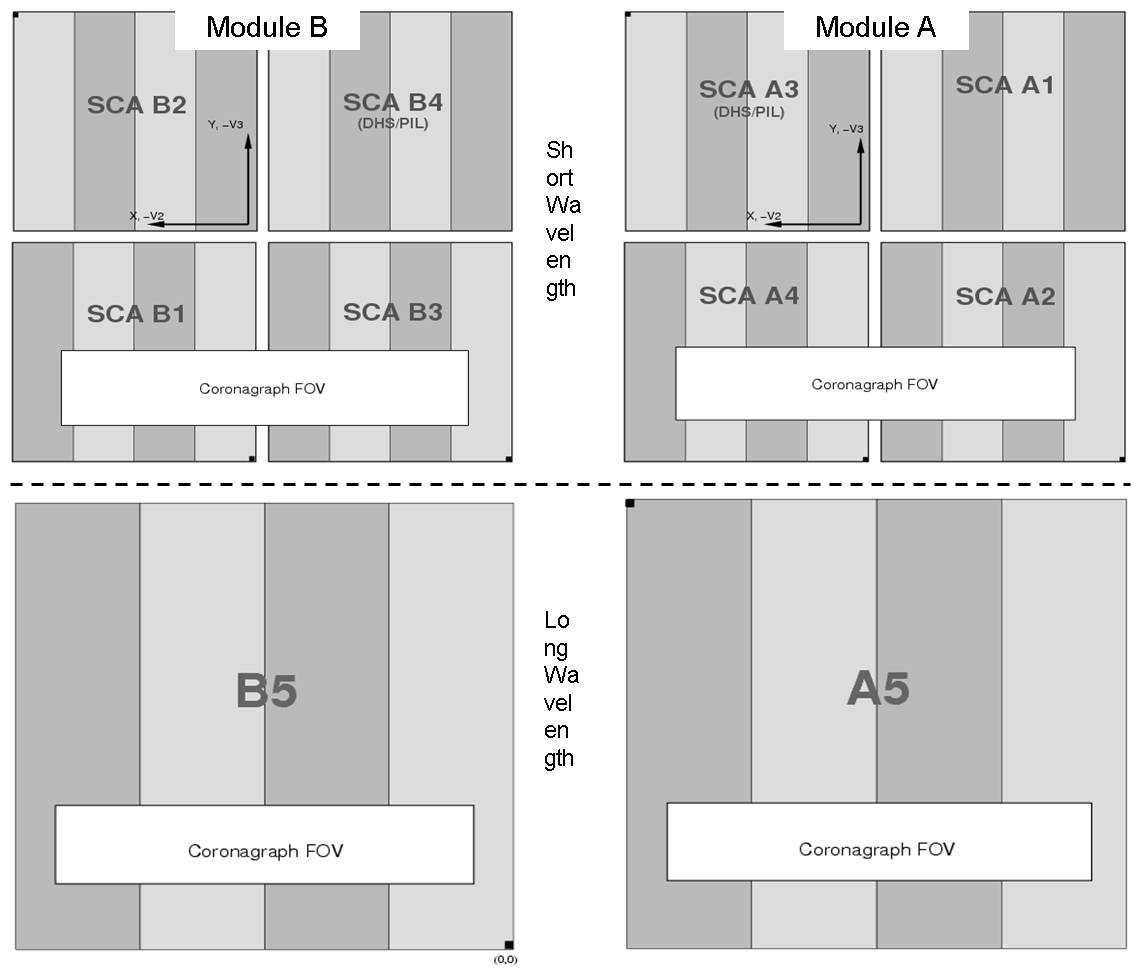 Module B
Module A
SCA B2
SCA B4
(DHS/PIL)
SCA A3
(DHS/PIL)
SCA A1
Y, −V3
X, −V2
Y, −V3
X, −V2
Sh
ort
Wa
vel
en
gth
SCA B1
SCA B3
SCA A4
SCA A2
Coronagraph FOV
Coronagraph FOV
Lo
ng
Wa
vel
en
gth
B5
A5
Coronagraph FOV
Coronagraph FOV
(0,0)